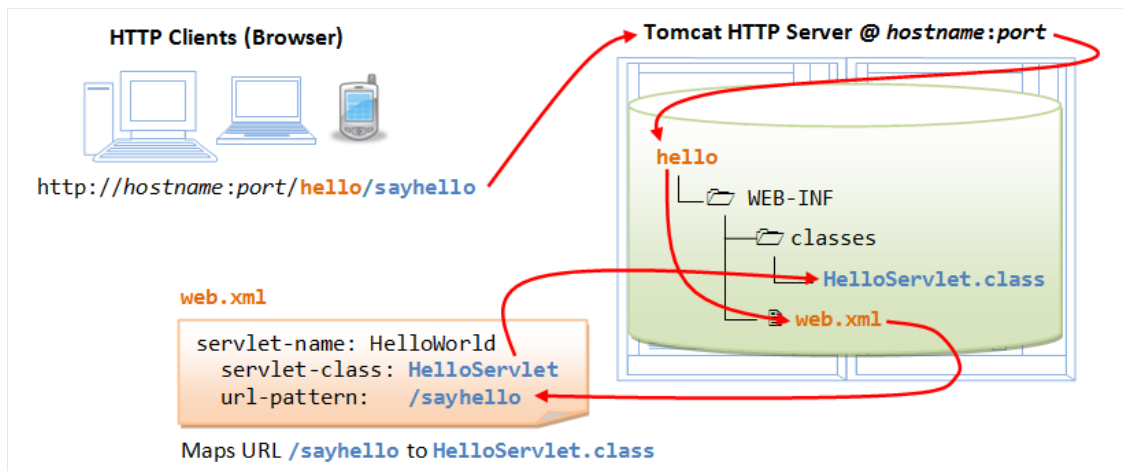 HTTP Clients (Browser)
Tomcat HTTP Server @ hostname:port
http://hostname:port/hello/sayhello
hello
WEB-INF
classes
HelloServlet.class
web.xml
web.xml
servlet-name: HelloWorld
servlet-class: HelloServlet
url-pattern: /sayhello
Maps URL /sayhello to HelloServlet.class